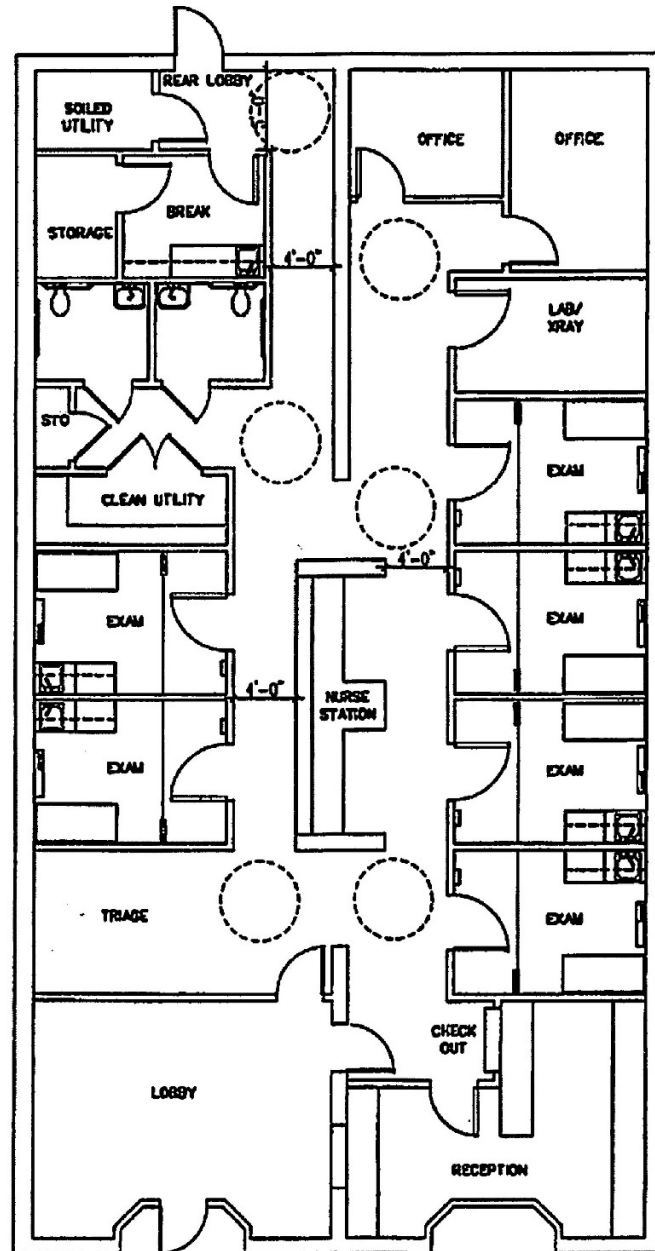 REAR LOBBY
SOILED
UTILITY
OFFICE
OFFICE
STORAGE
BREAK
4'-0"
LAB/
XRAY
STO
EXAM
CLEAN UTILITY
4'-0"
EXAM
EXAM
4'-0"
NURSE
STATION
EXAM
EXAM
TRIAGE
EXAM
CHECK
OUT
LOBBY
RECEPTION